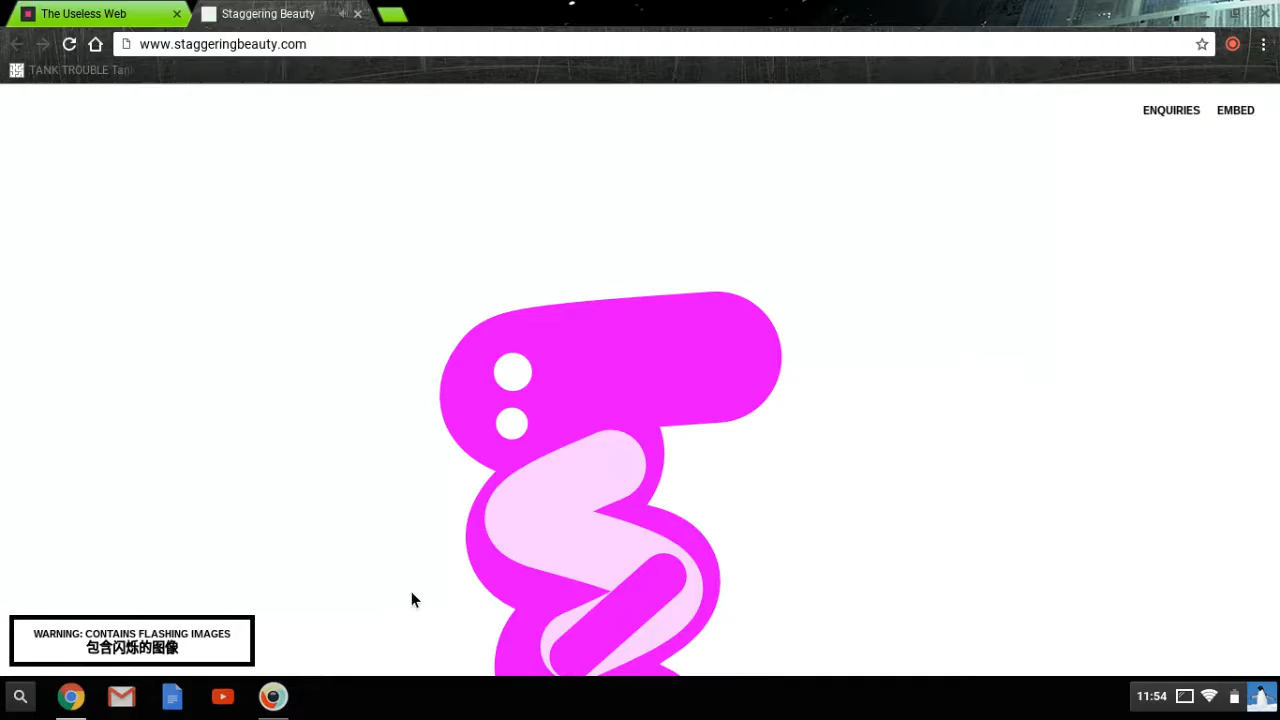 The Useless Web
Staggering Beauty
www.staggeringbeauty.com
TANK TROUBLE Tan
ENQUIRIES EMBED
WARNING: CONTAINS FLASHING IMAGES
包含闪烁的图像
11:54